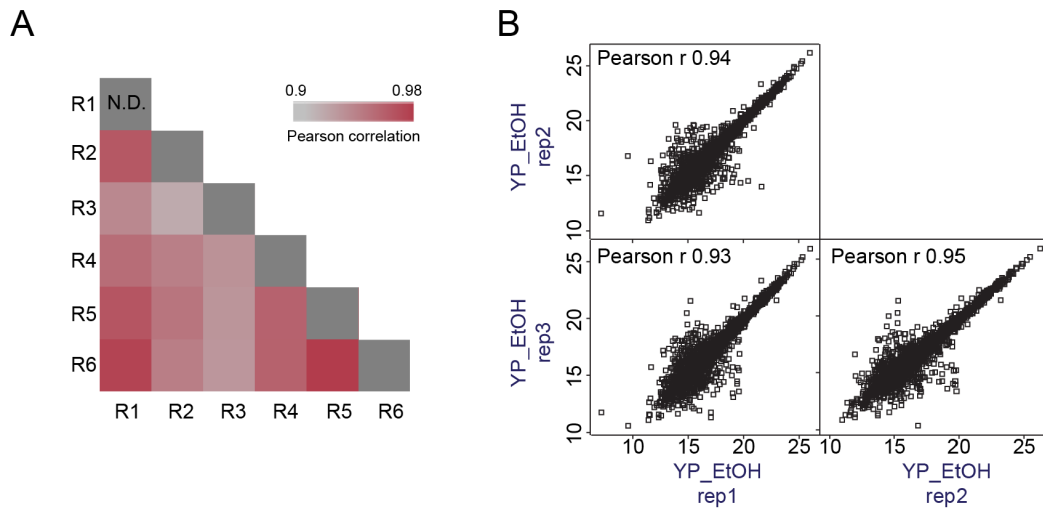 A
R1
N.D.
R2
R3
R4
R5
R6
R1 R2 R3 R4 R5 R6
0.9 0.98
Pearson correlation
B
Pearson r 0.94
YP_EtOH
rep2
25
20
15
10
Pearson r 0.93
YP_EtOH
rep3
25
20
15
10
Pearson r 0.95
10 15 20 25
YP_EtOH
rep1
10 15 20 25
YP_EtOH
rep2